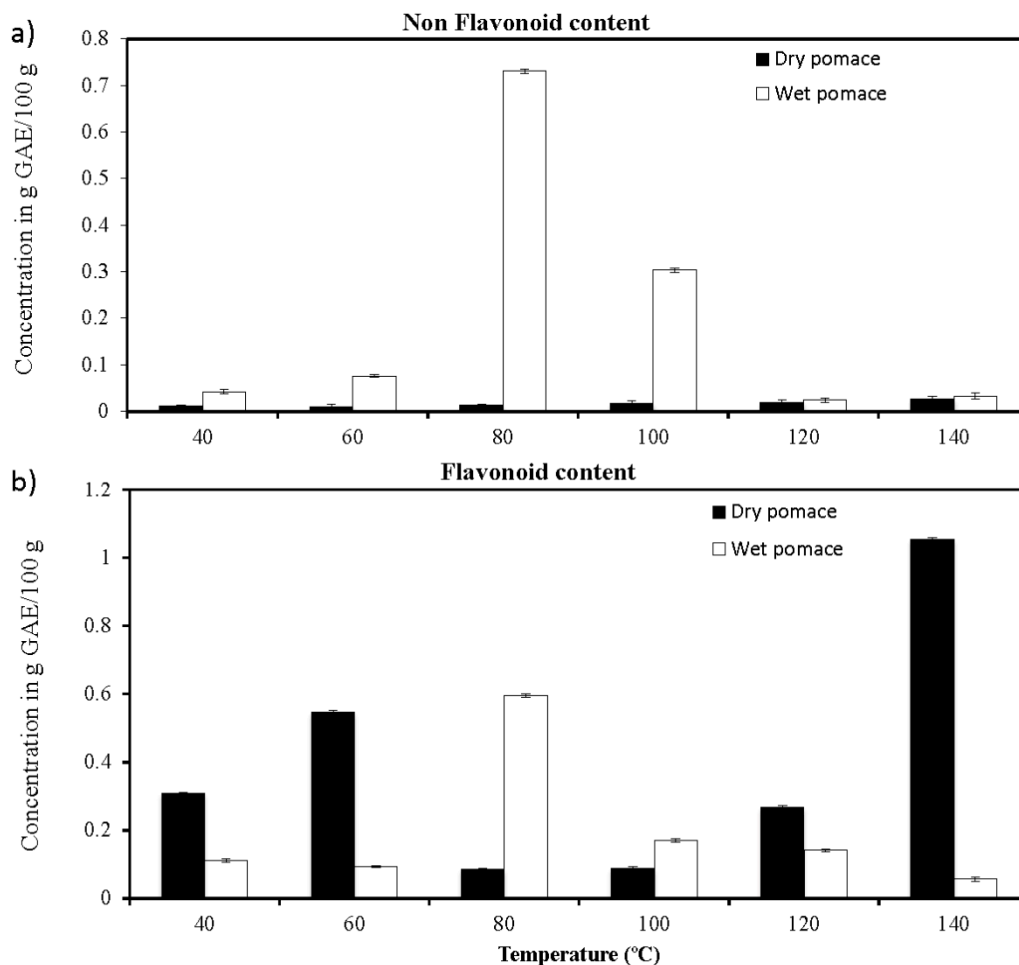 a)
Non Flavonoid content
Concentration in g GAE/100 g
0.8
0.7
0.6
0.5
0.4
0.3
0.2
0.1
0
Dry pomace
Wet pomace
40 60 80 100 120 140
b)
Flavonoid content
Concentration in g GAE/100 g
1.2
1
0.8
0.6
0.4
0.2
0
Dry pomace
Wet pomace
40 60 80 100 120 140
Temperature (ºC)